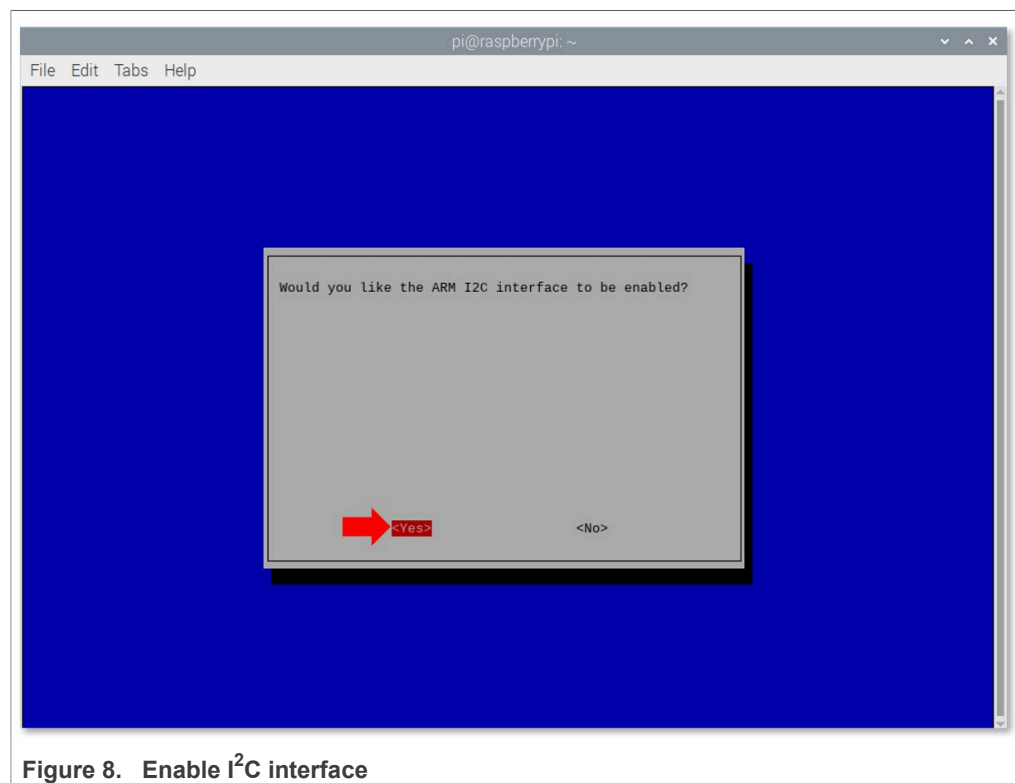 pi@raspberrypi: ~
File Edit Tabs Help
Would you like the ARM I2C interface to be enabled?
<Yes> <No>
Figure 8. Enable I²C interface